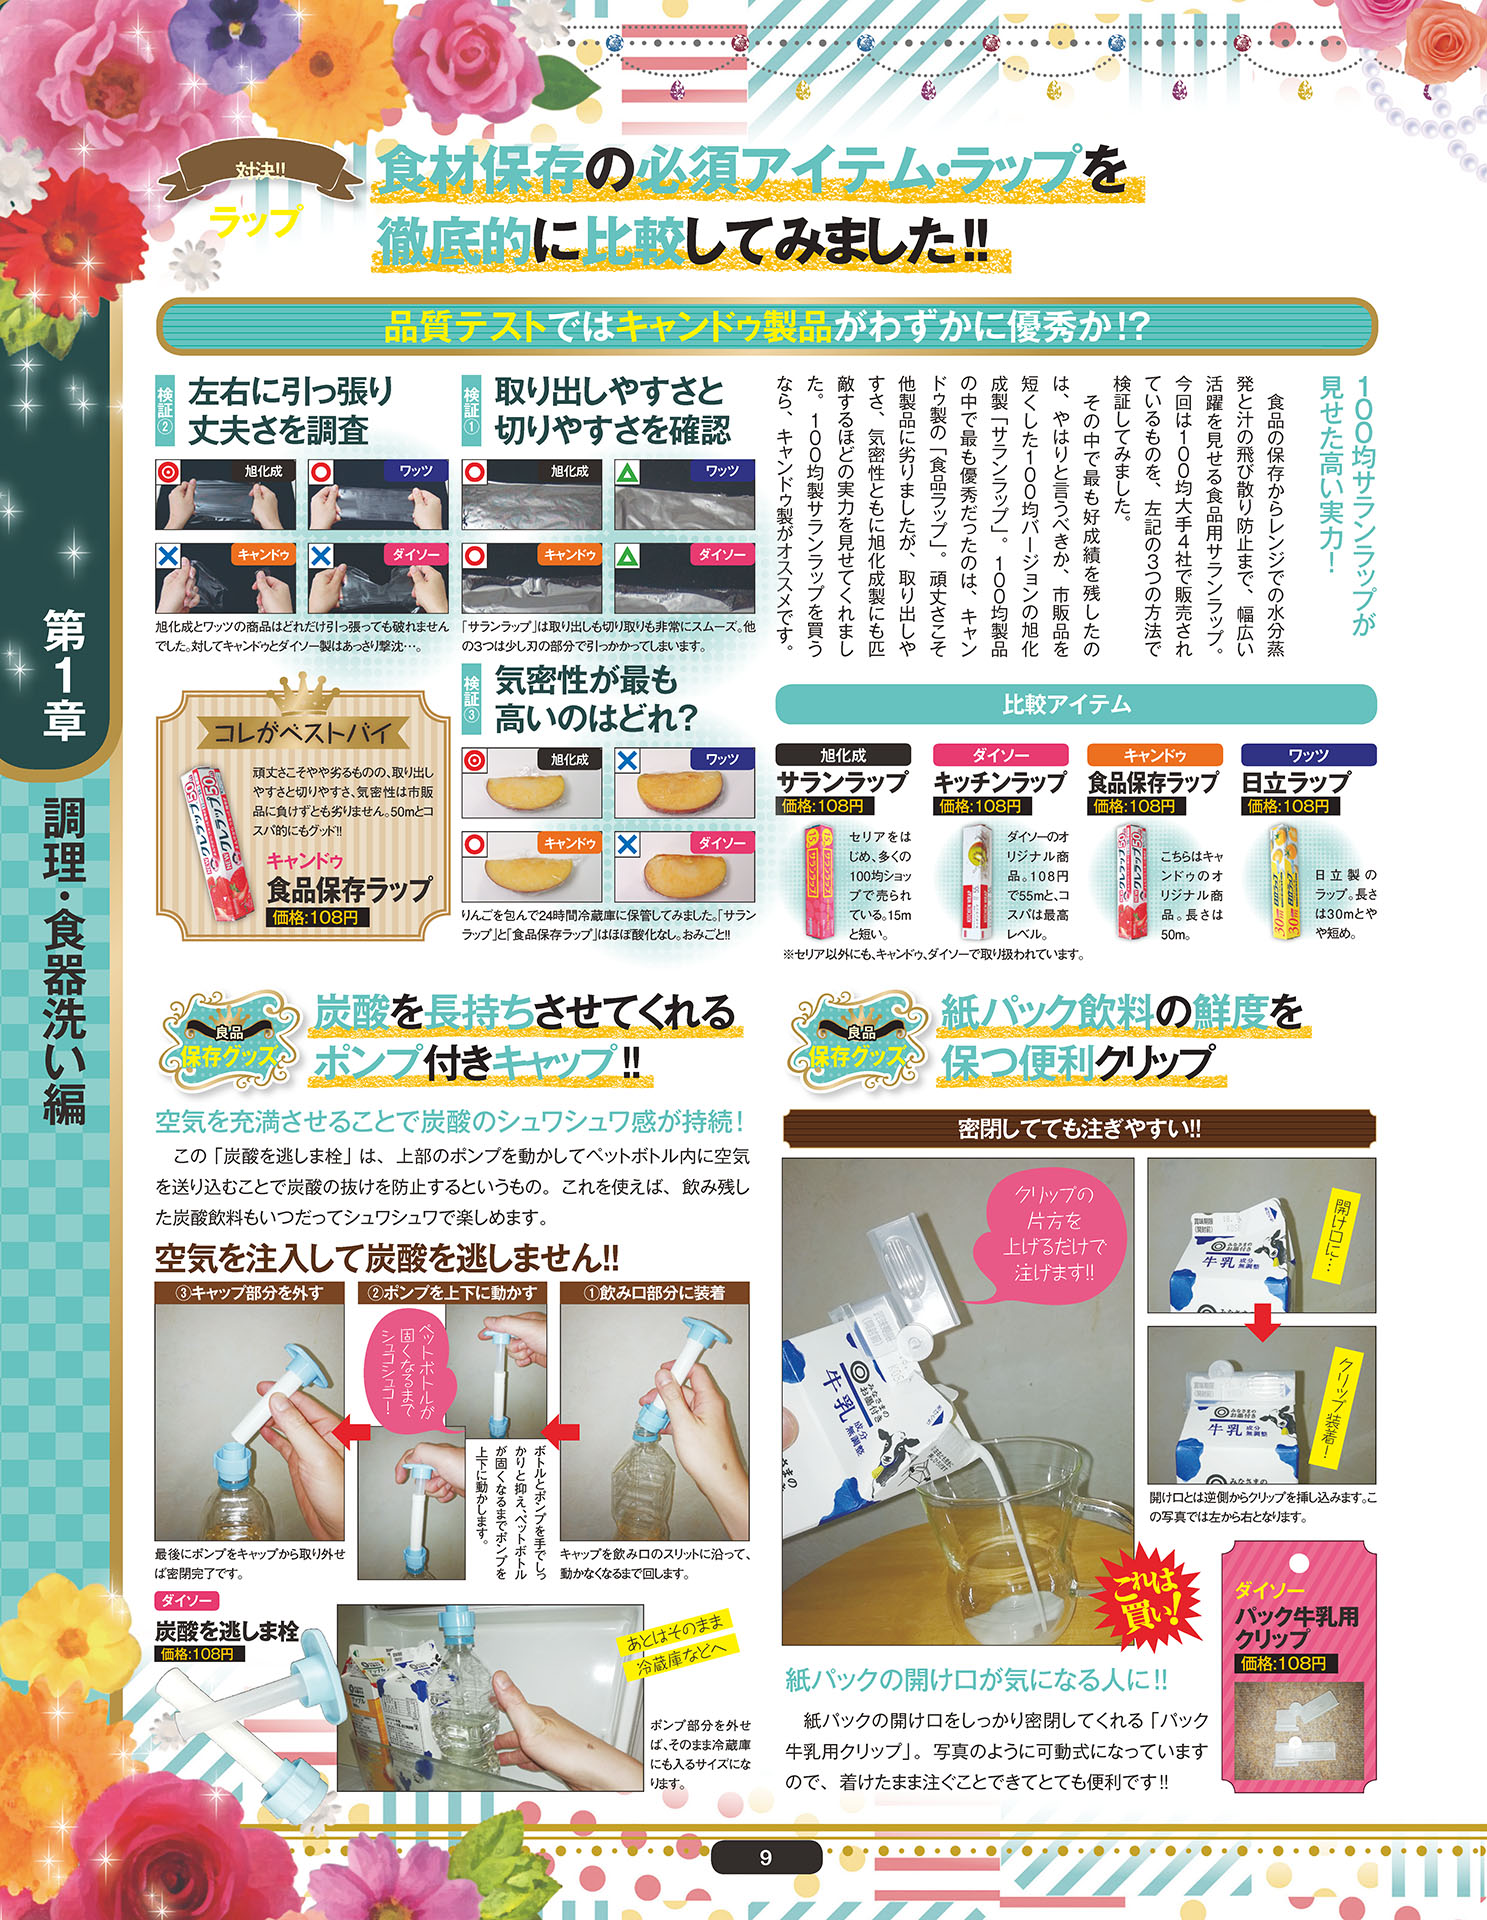 対決!!
ラップ
食材保存の必須アイテム・ラップを
徹底的に比較してみました!!
品質テストではキャンドゥ製品がわずかに優秀か!?
100均サランラップが
見せた高い実力！
食品の保存からレンジでの水分蒸
発と汁の飛び散り防止まで、幅広い
活躍を見せる食品用サランラップ。
今回は100均大手4社で販売され
ているものを、左記の3つの方法で
検証してみました。
その中で最も好成績を残したの
は、やはりと言うべきか、市販品を
短くした100均バージョンの旭化
成製「サランラップ」。100均製品
の中で最も優秀だったのは、キャン
ドゥ製の「食品ラップ」。頑丈さこそ
他製品に劣りましたが、取り出しや
すさ、気密性ともに旭化成製にも匹
敵するほどの実力を見せてくれまし
た。100均製サランラップを買う
なら、キャンドゥ製がオススメです。
検証①
取り出しやすさと
切りやすさを確認
旭化成
ワッツ
キャンドゥ
ダイソー
「サランラップ」は取り出しも切り取りも非常にスムーズ。他
の3つは少し刃の部分で引っかかってしまいます。
検証②
左右に引っ張り
丈夫さを調査
旭化成
ワッツ
キャンドゥ
ダイソー
旭化成とワッツの商品はどれだけ引っ張っても破れません
でした。対してキャンドゥとダイソー製はあっさり撃沈…。
検証③
気密性が最も
高いのはどれ？
旭化成
ワッツ
キャンドゥ
ダイソー
りんごを包んで24時間冷蔵庫に保管してみました。「サラン
ラップ」と「食品保存ラップ」はほぼ酸化なし。おみごと!!
コレがベストバイ
頑丈さこそやや劣るものの、取り出し
やすさと切りやすさ、気密性は市販
品に負けずとも劣りません。50mとコ
スパ的にもグッド!!
キャンドゥ
食品保存ラップ
価格:108円
比較アイテム
旭化成
サランラップ
価格:108円
セリアをは
じめ、多くの
100均ショッ
プで売られ
ている。15m
と短い。
ダイソー
キッチンラップ
価格:108円
ダイソーのオ
リジナル商
品。108円
で55mと、コ
スパは最高
レベル。
キャンドゥ
食品保存ラップ
価格:108円
こちらはキャ
ンドゥのオ
リジナル商
品。長さは
50m。
ワッツ
日立ラップ
価格:108円
日立製の
ラップ。長さ
は30mとや
や短め。
※セリア以外にも、キャンドゥ、ダイソーで取り扱われています。
第1章
調理・食器洗い編
良品
保存グッズ
炭酸を長持ちさせてくれる
ポンプ付きキャップ!!
空気を充満させることで炭酸のシュワシュワ感が持続！
この「炭酸を逃しま栓」は、上部のポンプを動かしてペットボトル内に空気
を送り込むことで炭酸の抜けを防止するというもの。これを使えば、飲み残し
た炭酸飲料もいつだってシュワシュワで楽しめます。
空気を注入して炭酸を逃しません!!
①飲み口部分に装着
キャップを飲み口のスリットに沿って、
動かなくなるまで回します。
②ポンプを上下に動かす
ペットボトルが
固くなるまで
シュコシュコ！
ボトルとポンプを手でしっ
かりと抑え、ペットボトル
が固くなるまでポンプを
上下に動かします。
③キャップ部分を外す
最後にポンプをキャップから取り外せ
ば密閉完了です。
ダイソー
炭酸を逃しま栓
価格:108円
あとはそのまま
冷蔵庫などへ
ポンプ部分を外せ
ば、そのまま冷蔵庫
にも入るサイズにな
ります。
良品
保存グッズ
紙パック飲料の鮮度を
保つ便利クリップ
密閉してても注ぎやすい!!
クリップの
片方を
上げるだけで
注げます!!
みなさまの
お墨付き
牛乳
成分
無調整
開け口に…
クリップ装着！
開け口とは逆側からクリップを挿し込みます。こ
の写真では左から右となります。
これは
買い！
紙パックの開け口が気になる人に!!
紙パックの開け口をしっかり密閉してくれる「パック
牛乳用クリップ」。写真のように可動式になっています
ので、着けたまま注ぐことできてとても便利です!!
ダイソー
パック牛乳用
クリップ
価格:108円
9